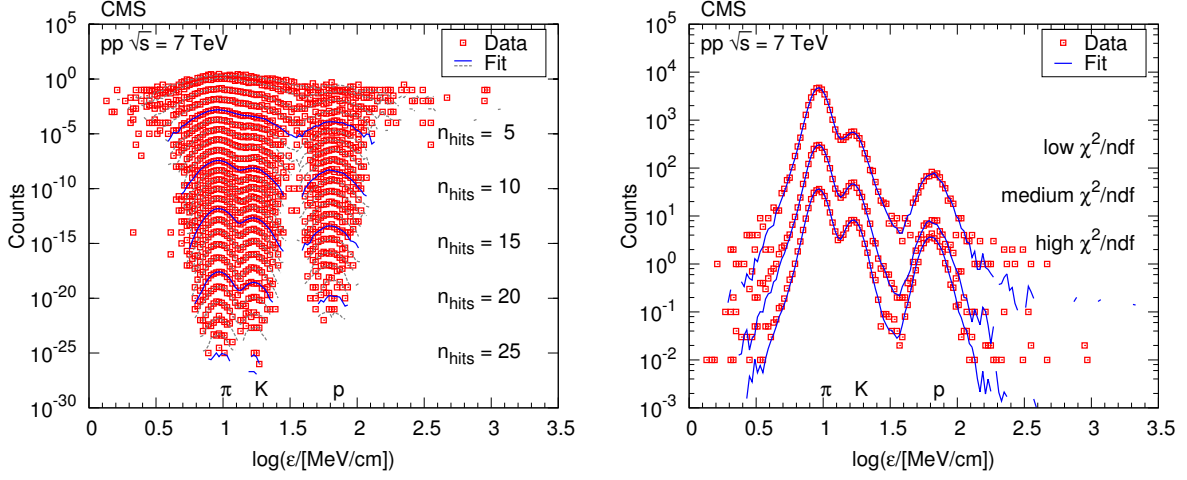 CMS
pp √s = 7 TeV
Data
Fit
10^5
10^0
10^-5
10^-10
10^-15
10^-20
10^-25
10^-30
Counts
n_hits = 5
n_hits = 10
n_hits = 15
n_hits = 20
n_hits = 25
π K p
0 0.5 1 1.5 2 2.5 3 3.5
log(ε/[MeV/cm])
CMS
pp √s = 7 TeV
Data
Fit
10^5
10^4
10^3
10^2
10^1
10^0
10^-1
10^-2
10^-3
Counts
low χ²/ndf
medium χ²/ndf
high χ²/ndf
π K p
0 0.5 1 1.5 2 2.5 3 3.5
log(ε/[MeV/cm])